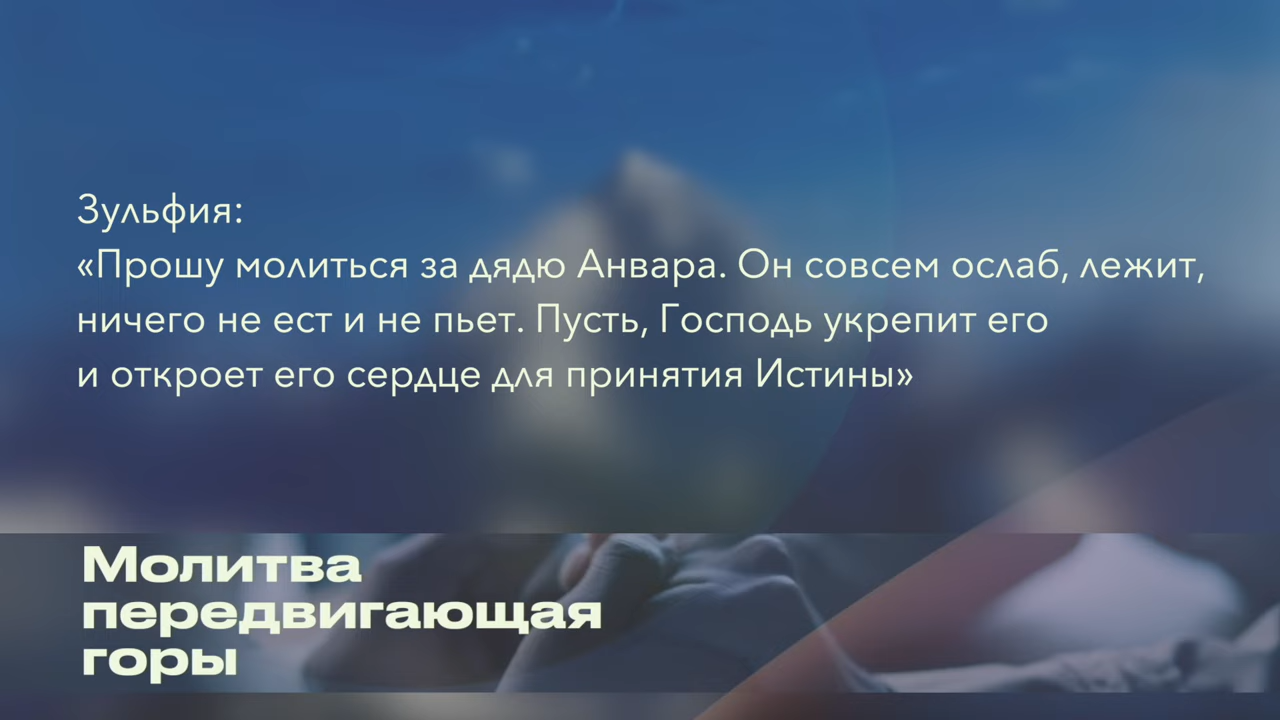 Зульфия:
«Прошу молиться за дядю Анвара. Он совсем ослаб, лежит,
ничего не ест и не пьет. Пусть, Господь укрепит его
и откроет его сердце для принятия Истины»
Молитва
передвигающая
горы